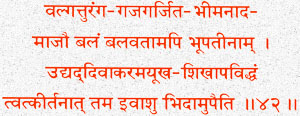 वल्गत्तुरंग-गजगर्जित-भीमनाद-
माजौ बलं बलवतामपि भूपतीनाम् ।
उद्यद्दिवाकरमयूख-शिखापविद्धं
त्वत्कीर्तनात् तम इवाशु भिदामुपैति ॥४२॥